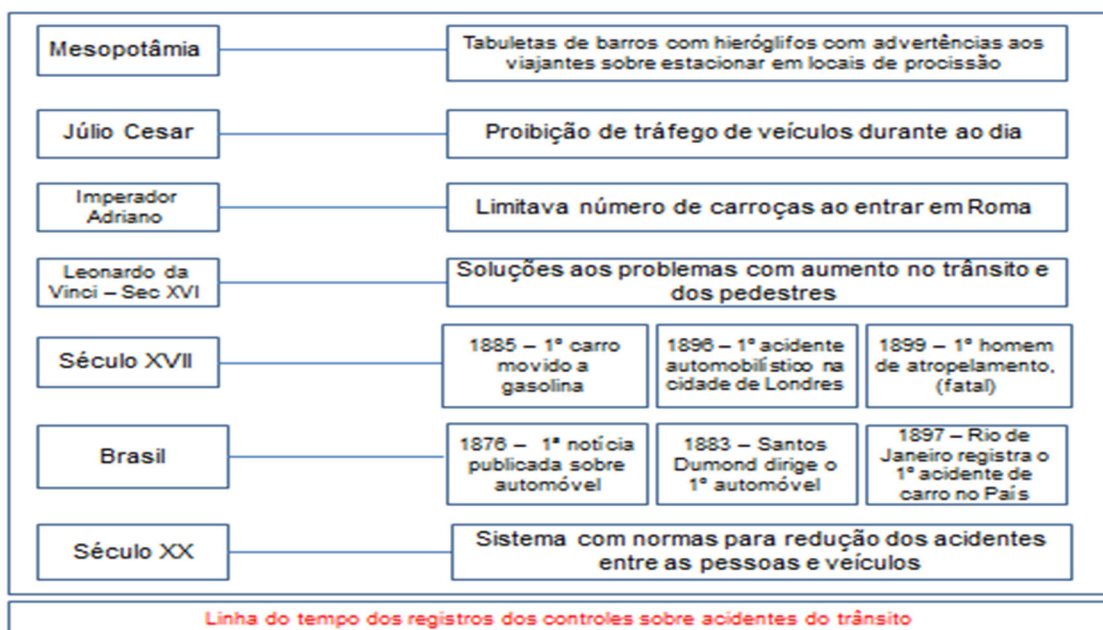 Mesopotâmia
Tabuletas de barros com hieróglifos com advertências aos
viajantes sobre estacionar em locais de procissão
Júlio Cesar
Proibição de tráfego de veículos durante ao dia
Imperador
Adriano
Limitava número de carroças ao entrar em Roma
Leonardo da
Vinci – Sec XVI
Soluções aos problemas com aumento no trânsito e
dos pedestres
Século XVII
1885 – 1º carro
movido a
gasolina
1896 – 1º acidente
automobilístico na
cidade de Londres
1899 – 1º homem
de atropelamento,
(fatal)
Brasil
1876 – 1ª notícia
publicada sobre
automóvel
1883 – Santos
Dumond dirige o
1º automóvel
1897 – Rio de
Janeiro registra o
1º acidente de
carro no País
Século XX
Sistema com normas para redução dos acidentes
entre as pessoas e veículos
Linha do tempo dos registros dos controles sobre acidentes do trânsito